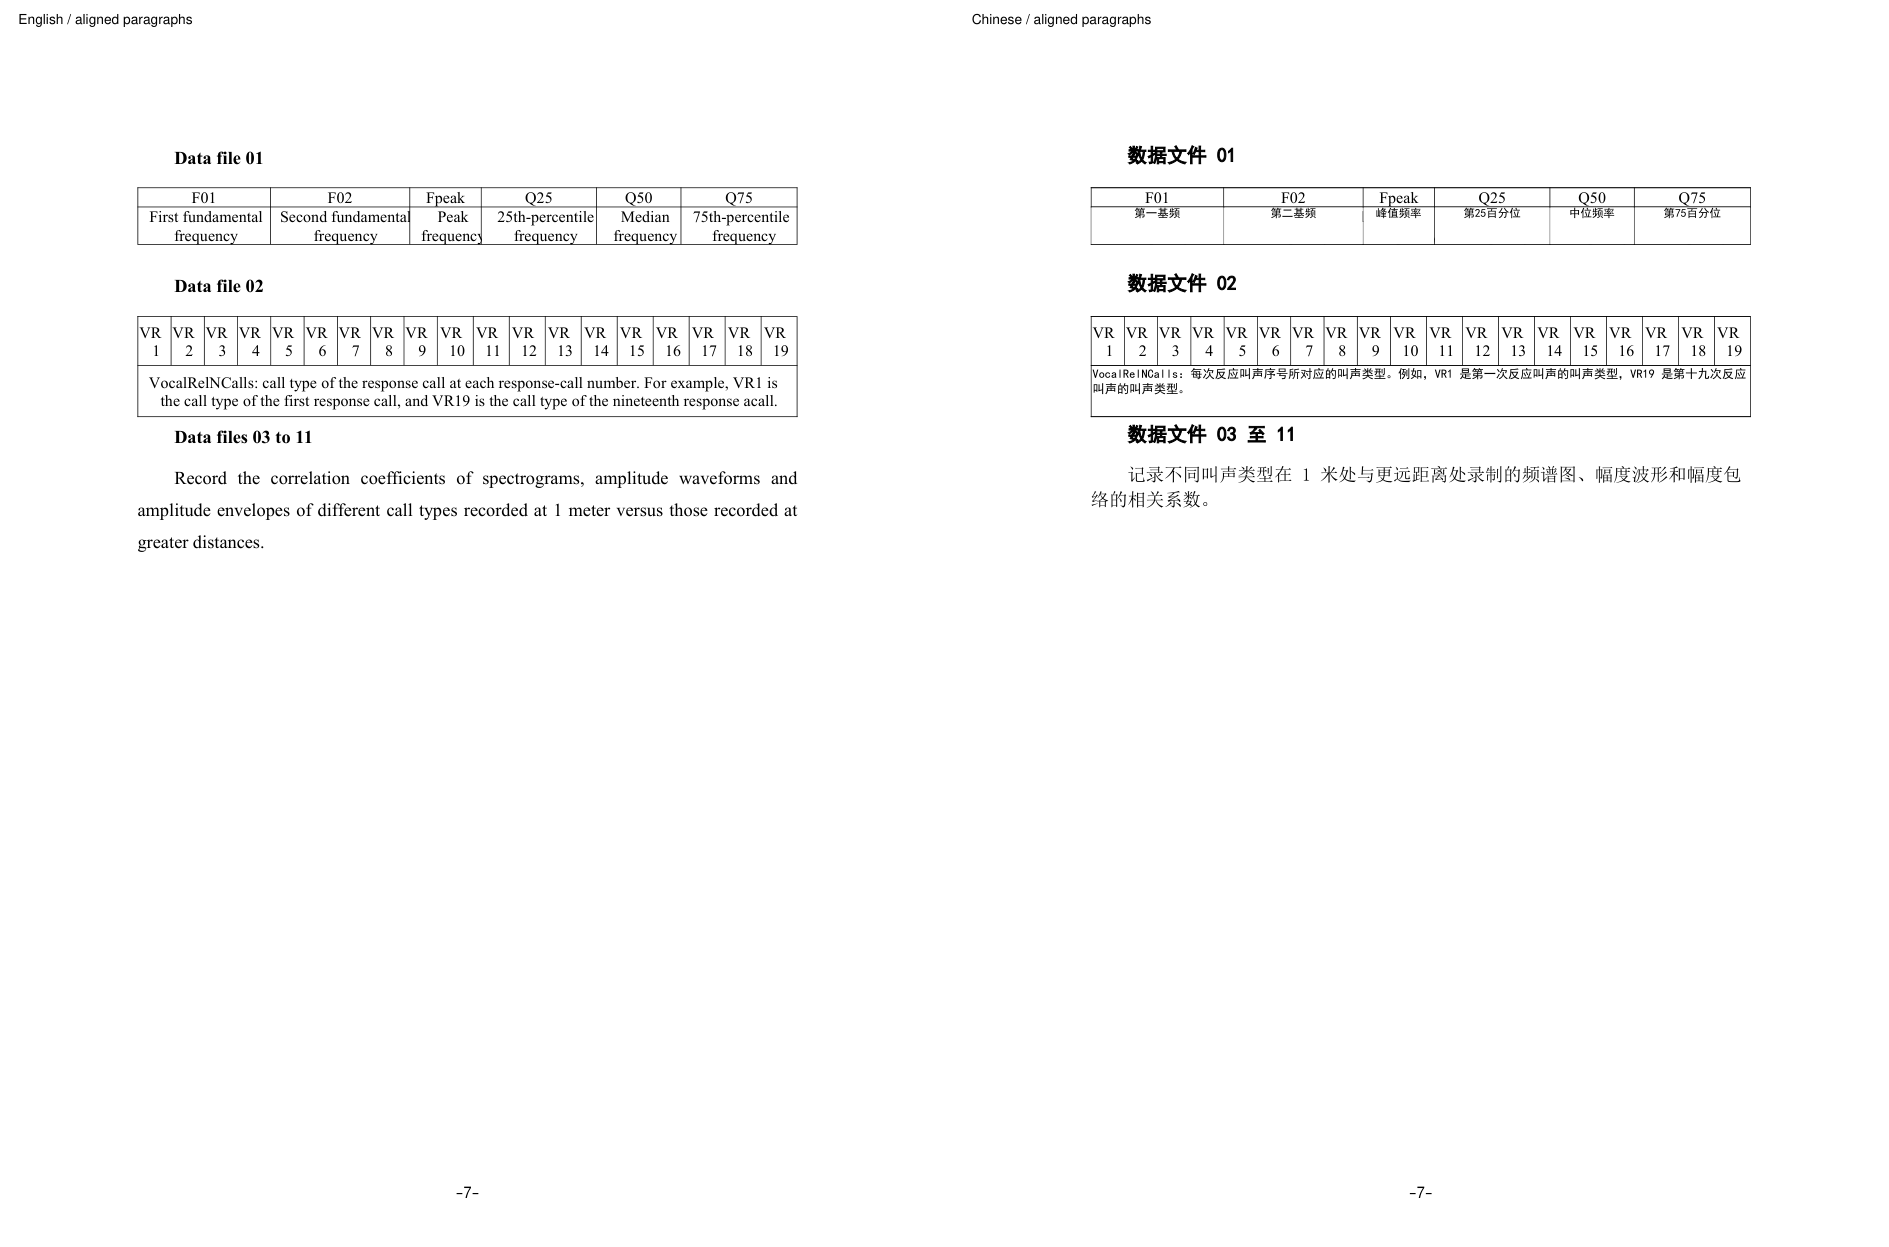 English / aligned paragraphs
Data file 01
F01 F02 Fpeak Q25 Q50 Q75
First fundamental Second fundamental Peak 25th-percentile Median 75th-percentile
frequency frequency frequency frequency frequency frequency
Data file 02
VR VR VR VR VR VR VR VR VR VR VR VR VR VR VR VR VR VR VR
1 2 3 4 5 6 7 8 9 10 11 12 13 14 15 16 17 18 19
VocalRelNCalls: call type of the response call at each response-call number. For example, VR1 is
the call type of the first response call, and VR19 is the call type of the nineteenth response acall.
Data files 03 to 11
Record the correlation coefficients of spectrograms, amplitude waveforms and
amplitude envelopes of different call types recorded at 1 meter versus those recorded at
greater distances.
-7-
Chinese / aligned paragraphs
数据文件 01
F01 F02 Fpeak Q25 Q50 Q75
第一基频 第二基频 峰值频率 第25百分位 中位频率 第75百分位
数据文件 02
VR VR VR VR VR VR VR VR VR VR VR VR VR VR VR VR VR VR VR
1 2 3 4 5 6 7 8 9 10 11 12 13 14 15 16 17 18 19
VocalRelNCalls: 每次反应叫声序号所对应的叫声类型。例如, VR1 是第一次反应叫声的叫声类型, VR19 是第十九次反应
叫声的叫声类型。
数据文件 03 至 11
记录不同叫声类型在 1 米处与更远距离处录制的频谱图、幅度波形和幅度包
络的相关系数。
-7-